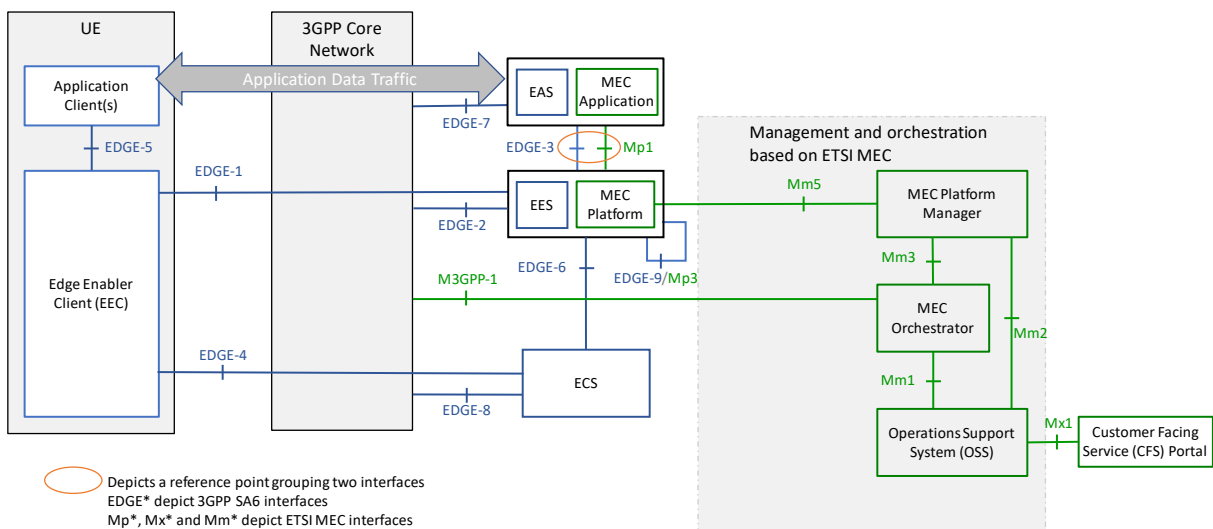 UE
3GPP Core
Network
Application Data Traffic
Application
Client(s)
EAS
MEC
Application
EDGE-7
EDGE-5
EDGE-3
Mp1
Management and orchestration
based on ETSI MEC
EDGE-1
Mm5
EES
MEC
Platform
MEC Platform
Manager
EDGE-2
EDGE-6
EDGE-9/Mp3
Mm3
M3GPP-1
Edge Enabler
Client (EEC)
MEC
Orchestrator
Mm2
EDGE-4
ECS
Mm1
EDGE-8
Mx1
Operations Support
System (OSS)
Customer Facing
Service (CFS) Portal
Depicts a reference point grouping two interfaces
EDGE* depict 3GPP SA6 interfaces
Mp*, Mx* and Mm* depict ETSI MEC interfaces